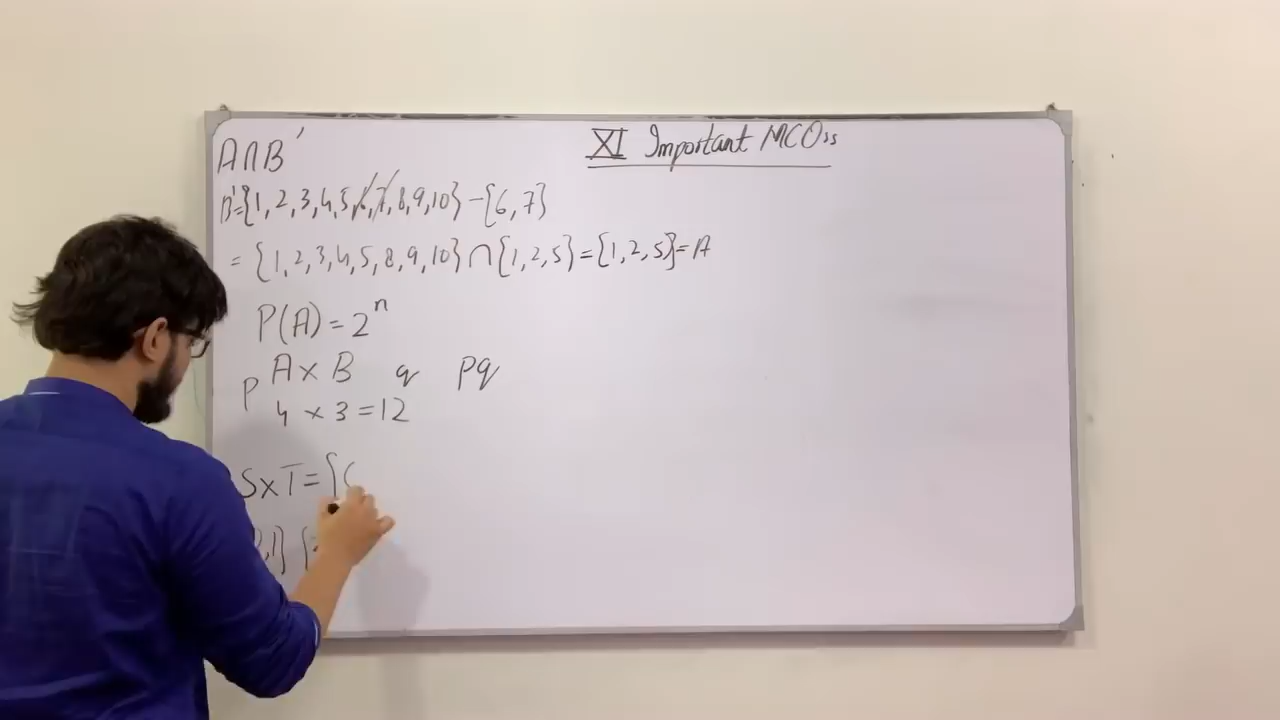 XI Important MCQs
A∩B'
B'={1,2,3,4,5,6,7,8,9,10} -{6,7}
= {1,2,3,4,5,8,9,10}∩{1,2,5}={1,2,5}=A
P(A)=2ⁿ
P A×B q pq
4 × 3 =12
S×T={(
,1} {